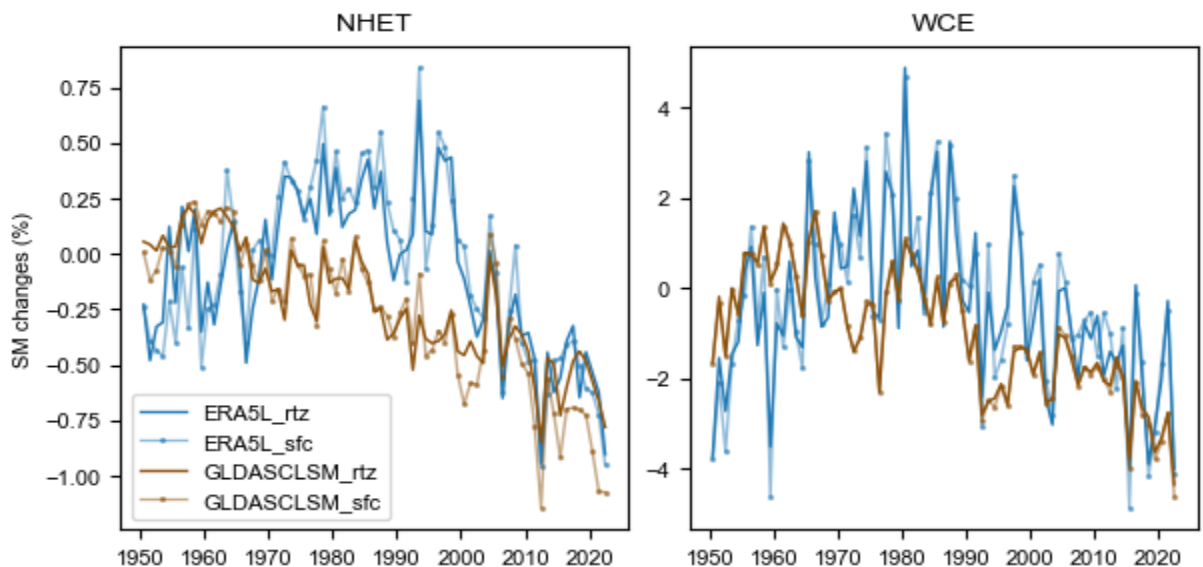 NHET
WCE
SM changes (%)
0.75
0.50
0.25
0.00
−0.25
−0.50
−0.75
−1.00
ERA5L_rtz
ERA5L_sfc
GLDASCLSM_rtz
GLDASCLSM_sfc
1950 1960 1970 1980 1990 2000 2010 2020
4
2
0
−2
−4
1950 1960 1970 1980 1990 2000 2010 2020